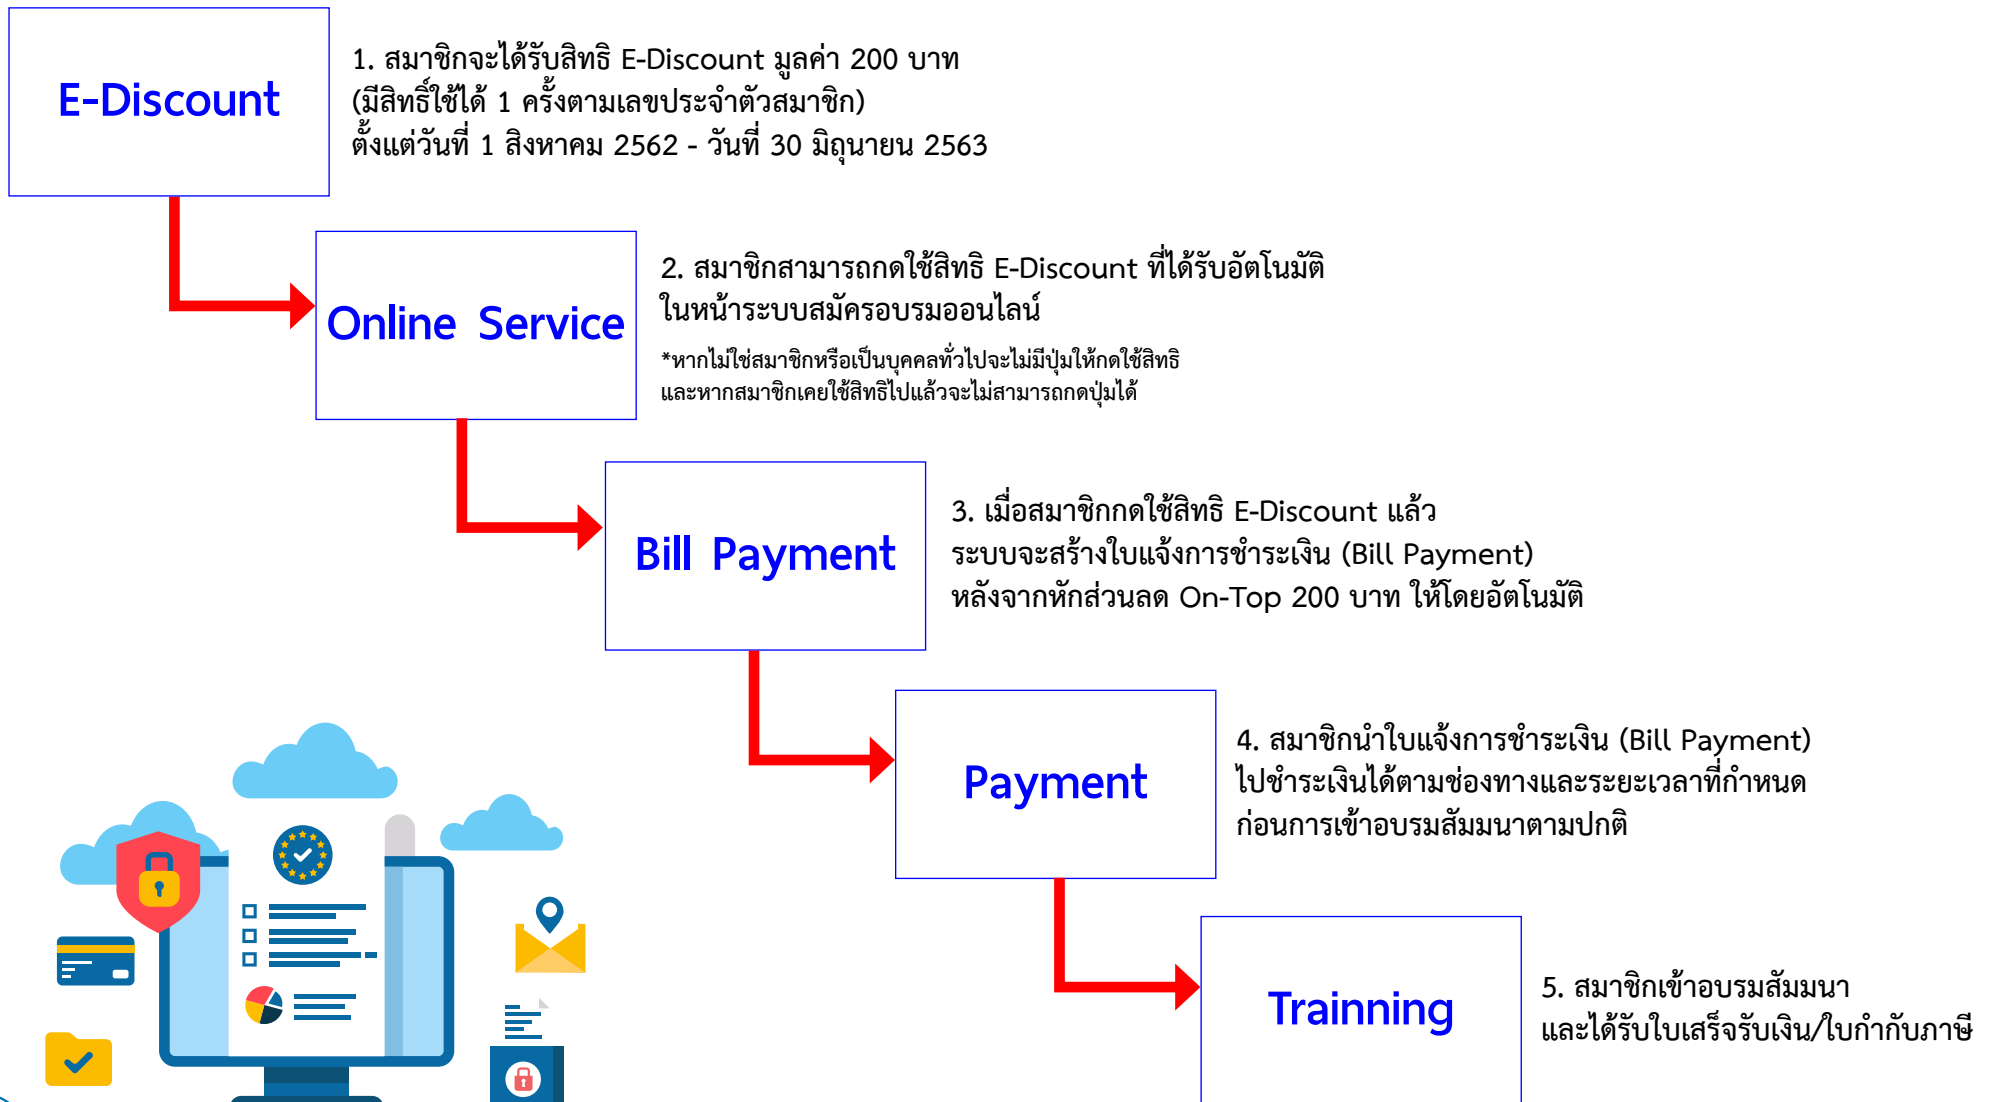 E-Discount
1. สมาชิกจะได้รับสิทธิ E-Discount มูลค่า 200 บาท
(มีสิทธิ์ใช้ได้ 1 ครั้งตามเลขประจำตัวสมาชิก)
ตั้งแต่วันที่ 1 สิงหาคม 2562 - วันที่ 30 มิถุนายน 2563
Online Service
2. สมาชิกสามารถกดใช้สิทธิ E-Discount ที่ได้รับอัตโนมัติ
ในหน้าระบบสมัครอบรมออนไลน์
*หากไม่ใช่สมาชิกหรือเป็นบุคคลทั่วไปจะไม่มีปุ่มให้กดใช้สิทธิ
และหากสมาชิกเคยใช้สิทธิไปแล้วจะไม่สามารถกดปุ่มได้
Bill Payment
3. เมื่อสมาชิกกดใช้สิทธิ E-Discount แล้ว
ระบบจะสร้างใบแจ้งการชำระเงิน (Bill Payment)
หลังจากหักส่วนลด On-Top 200 บาท ให้โดยอัตโนมัติ
Payment
4. สมาชิกนำใบแจ้งการชำระเงิน (Bill Payment)
ไปชำระเงินได้ตามช่องทางและระยะเวลาที่กำหนด
ก่อนการเข้าอบรมสัมมนาตามปกติ
Trainning
5. สมาชิกเข้าอบรมสัมมนา
และได้รับใบเสร็จรับเงิน/ใบกำกับภาษี